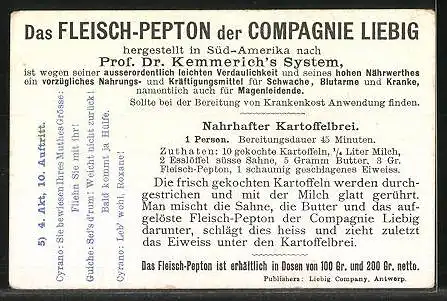 Das FLEISCH-PEPTON der COMPAGNIE LIEBIG
hergestellt in Süd-Amerika nach
Prof. Dr. Kemmerich's System,
ist wegen seiner ausserordentlich leichten Verdaulichkeit und seines hohen Nährwerthes
ein vorzügliches Nahrungs- und Kräftigungsmittel für Schwache, Blutarme und Kranke,
namentlich auch für Magenleidende.
Sollte bei der Bereitung von Krankenkost Anwendung finden.
Nahrhafter Kartoffelbrei.
1 Person. Bereitungsdauer 45 Minuten.
Zuthaten: 10 gekochte Kartoffeln, 1/4 Liter Milch,
2 Esslöffel süsse Sahne, 5 Gramm Butter, 3 Gr.
Fleisch-Pepton, 1 schaumig geschlagenes Eiweiss.
Die frisch gekochten Kartoffeln werden durch-
gestrichen und mit der Milch glatt gerührt.
Man mischt die Sahne, die Butter und das auf-
gelöste Fleisch-Pepton der Compagnie Liebig
darunter, schlägt dies heiss und zieht zuletzt
das Eiweiss unter den Kartoffelbrei.
Das Fleisch-Pepton ist erhältlich in Dosen von 100 Gr. und 200 Gr. netto.
Publishers: Liebig Company, Antwerp.
5) 4. Akt. 10. Auftritt.
Cyrano: Sie bewiesen Ihres Muthes Grösse:
Fliehn Sie mit ihr!
Guiche: Sei's d'rum! Weicht nicht zurück!
Bald kommt ja Hülfe.
Cyrano: Leb' wohl, Roxane!